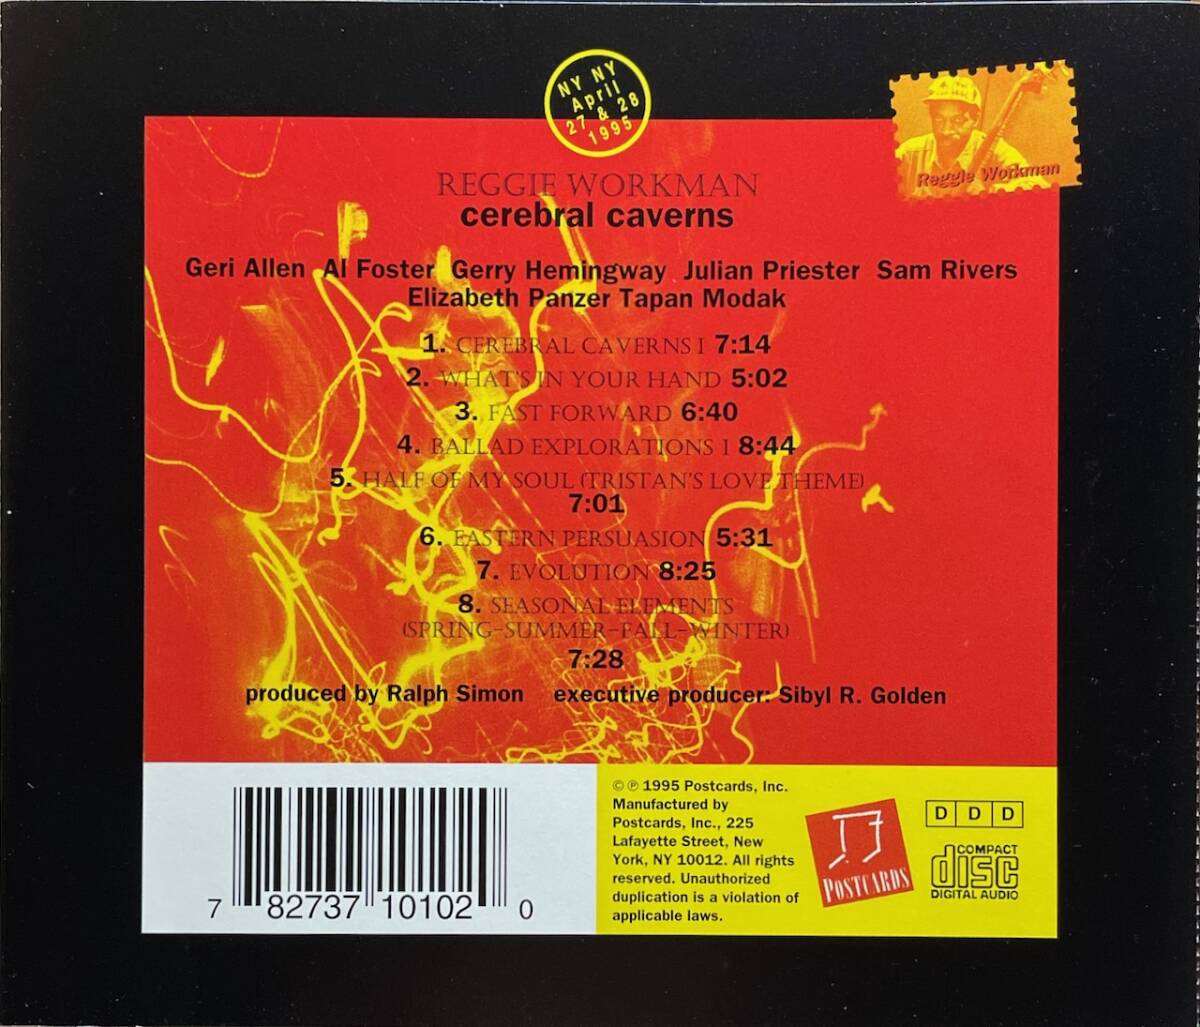 NY NY
April
27 & 28
1995
Reggie Workman
REGGIE WORKMAN
cerebral caverns
Geri Allen Al Foster Gerry Hemingway Julian Priester Sam Rivers
Elizabeth Panzer Tapan Modak
1. CEREBRAL CAVERNS I 7:14
2. WHAT'S IN YOUR HAND 5:02
3. FAST FORWARD 6:40
4. BALLAD EXPLORATIONS I 8:44
5. HALF OF MY SOUL (TRISTAN'S LOVE THEME)
7:01
6. EASTERN PERSUASION 5:31
7. EVOLUTION 8:25
8. SEASONAL ELEMENTS
(SPRING-SUMMER-FALL-WINTER)
7:28
produced by Ralph Simon executive producer: Sibyl R. Golden
7 82737 10102 0
© ℗ 1995 Postcards, Inc.
Manufactured by
Postcards, Inc., 225
Lafayette Street, New
York, NY 10012. All rights
reserved. Unauthorized
duplication is a violation of
applicable laws.
POSTCARDS
D D D
COMPACT
disc
DIGITAL AUDIO